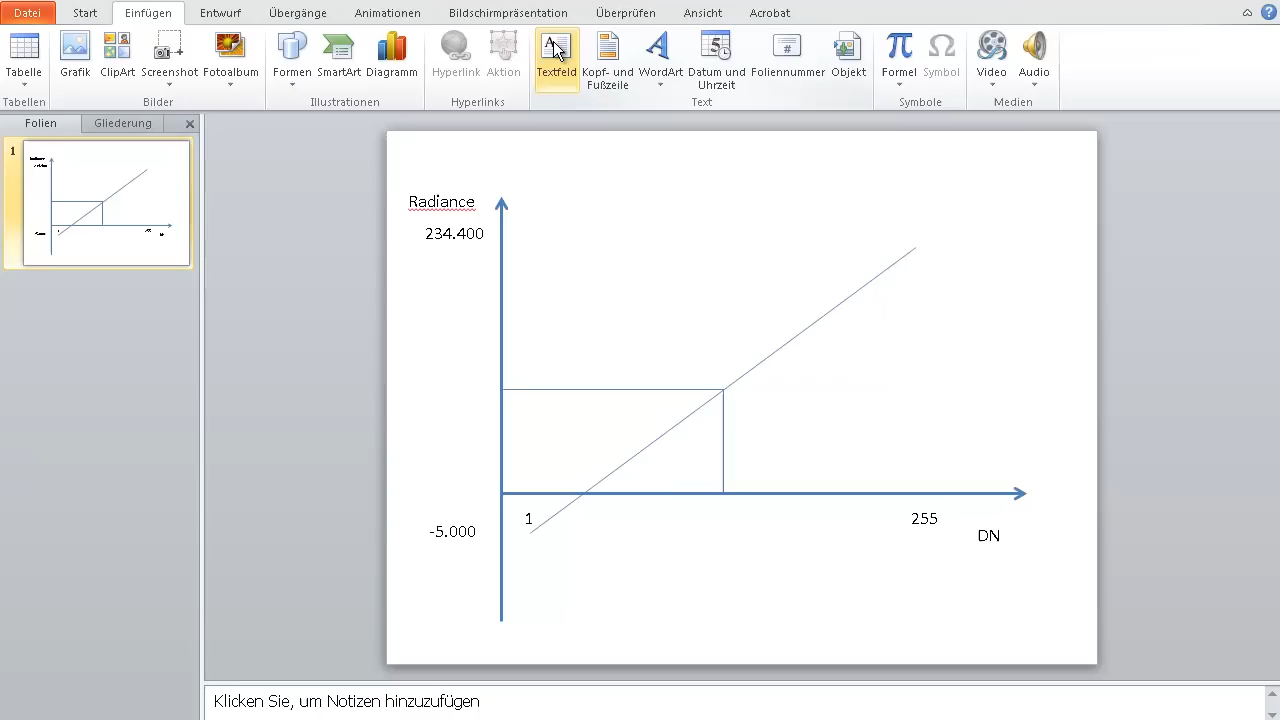 Datei Einfügen Start Entwurf Übergänge Animationen Bildschirmpräsentation Überprüfen Ansicht Acrobat
Tabelle Grafik ClipArt Screenshot Fotoalbum Formen SmartArt Diagramm Hyperlink Aktion Textfeld Kopf- und Fußzeile WordArt Datum und Uhrzeit Foliennummer Objekt Formel Symbol Video Audio
Tabellen Bilder Illustrationen Hyperlinks Text Symbole Medien
Folien Gliederung
1
Radiance
234.400
-5.000
1
255
DN
Klicken Sie, um Notizen hinzuzufügen